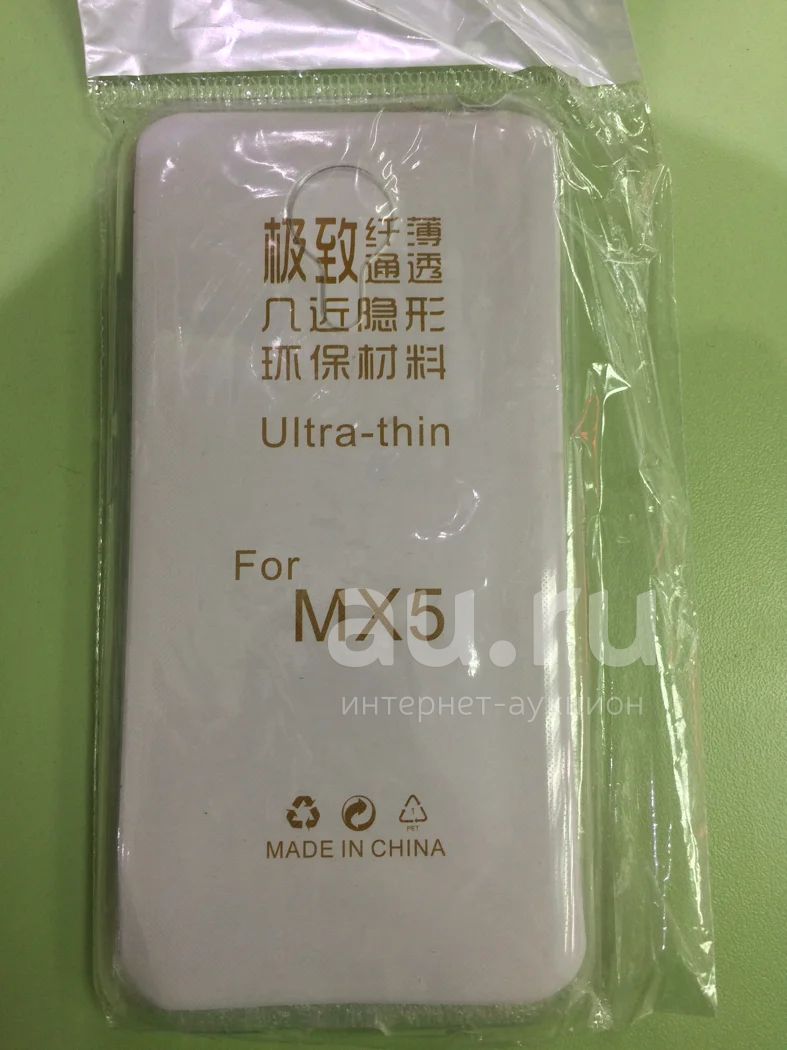 极致纤薄
通透
几近隐形
环保材料
Ultra-thin
For
MX5
au.ru
интернет-аукцион
1
PET
MADE IN CHINA